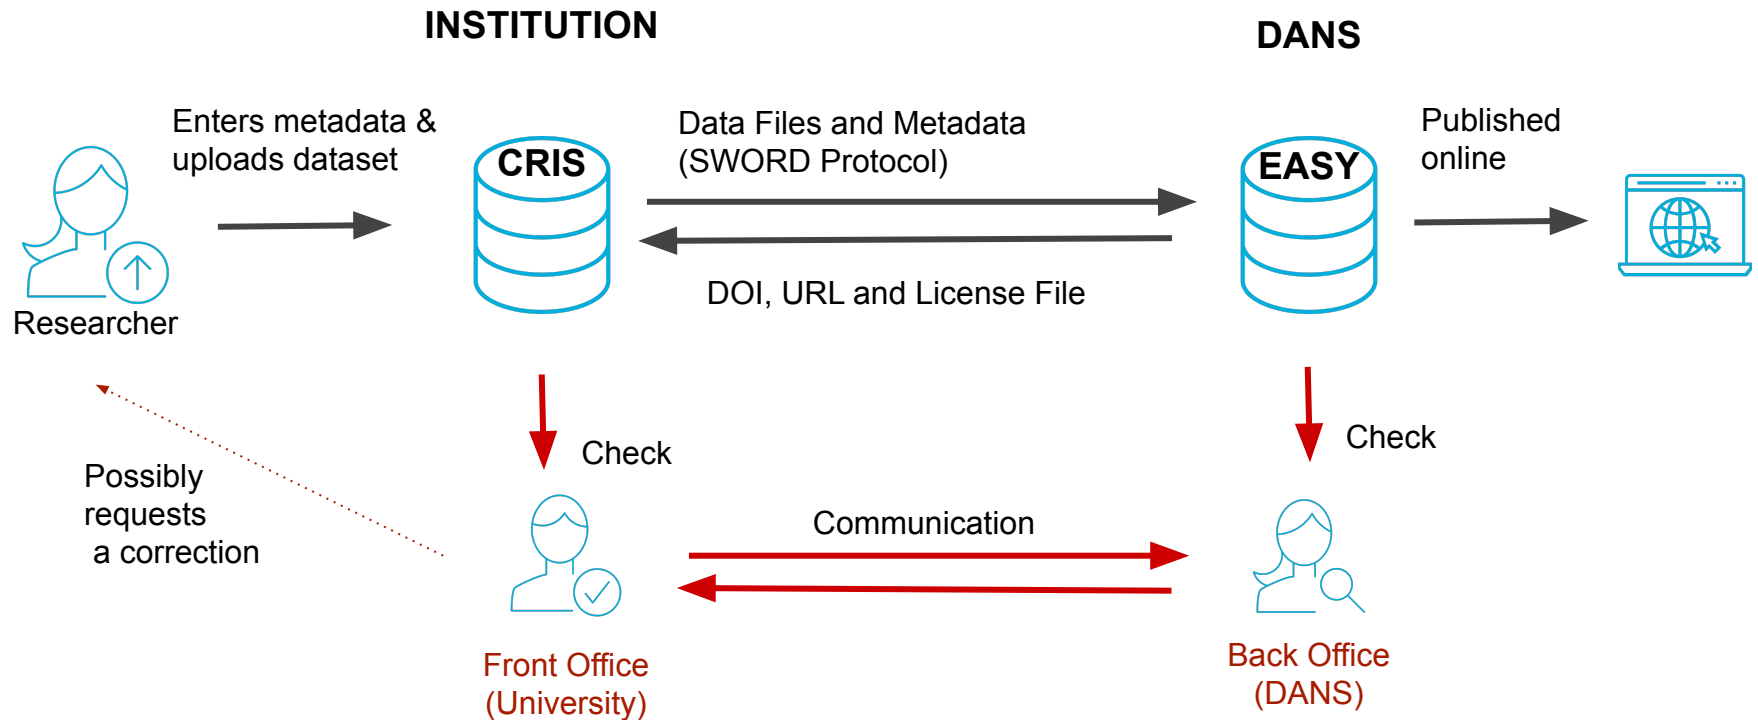 INSTITUTION
DANS
Enters metadata &
uploads dataset
CRIS
Data Files and Metadata
(SWORD Protocol)
EASY
Published
online
DOI, URL and License File
Researcher
Check
Check
Possibly
requests
a correction
Communication
Front Office
(University)
Back Office
(DANS)